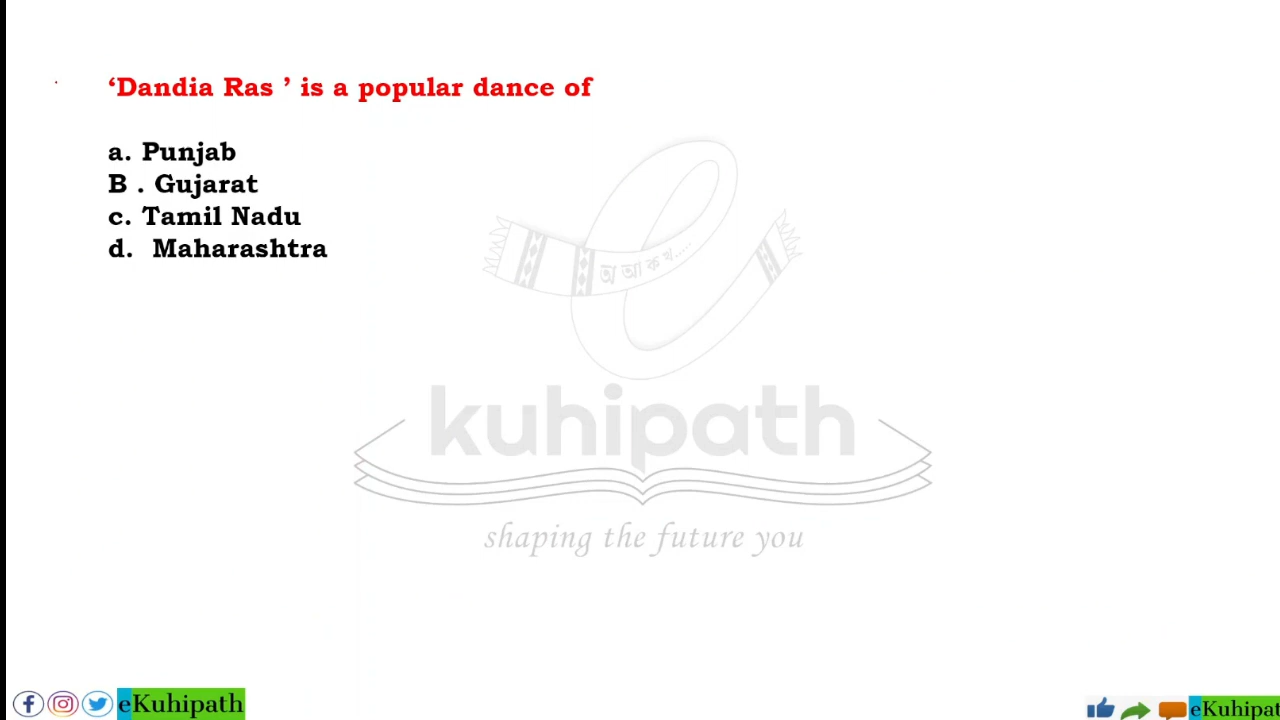 ‘Dandia Ras ’ is a popular dance of
a. Punjab
B . Gujarat
c. Tamil Nadu
d. Maharashtra
অ আ ক খ.....
kuhipath
shaping the future you
eKuhipath
eKuhipat